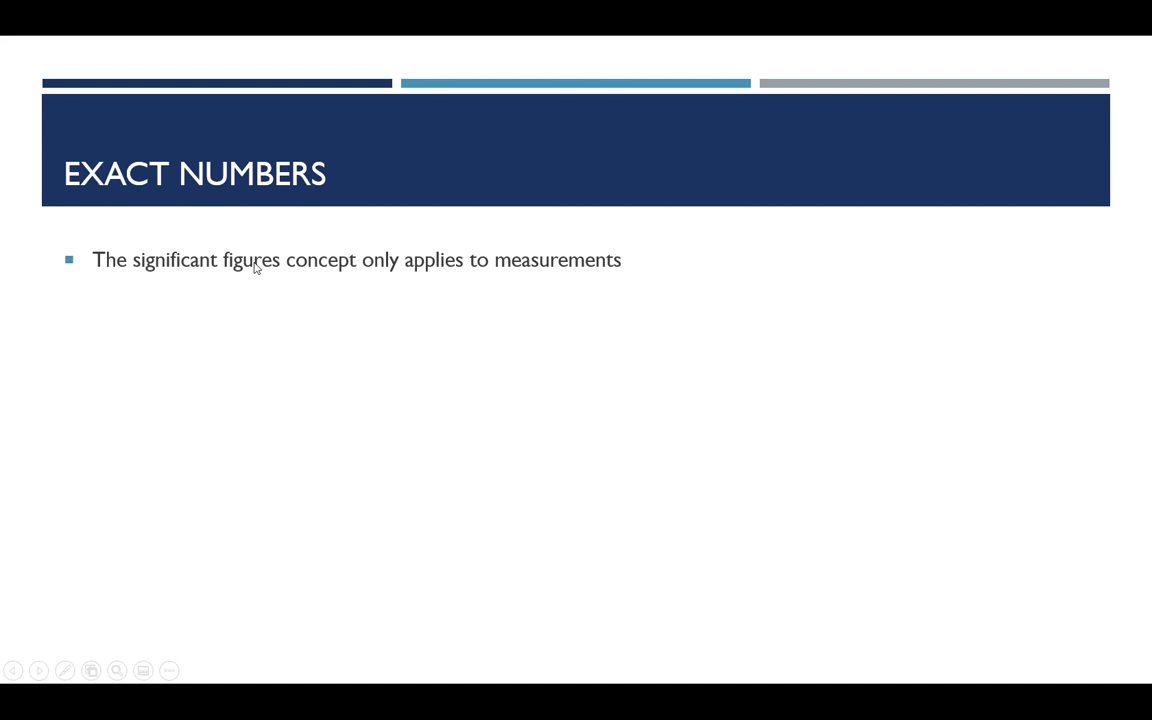 EXACT NUMBERS
The significant figures concept only applies to measurements